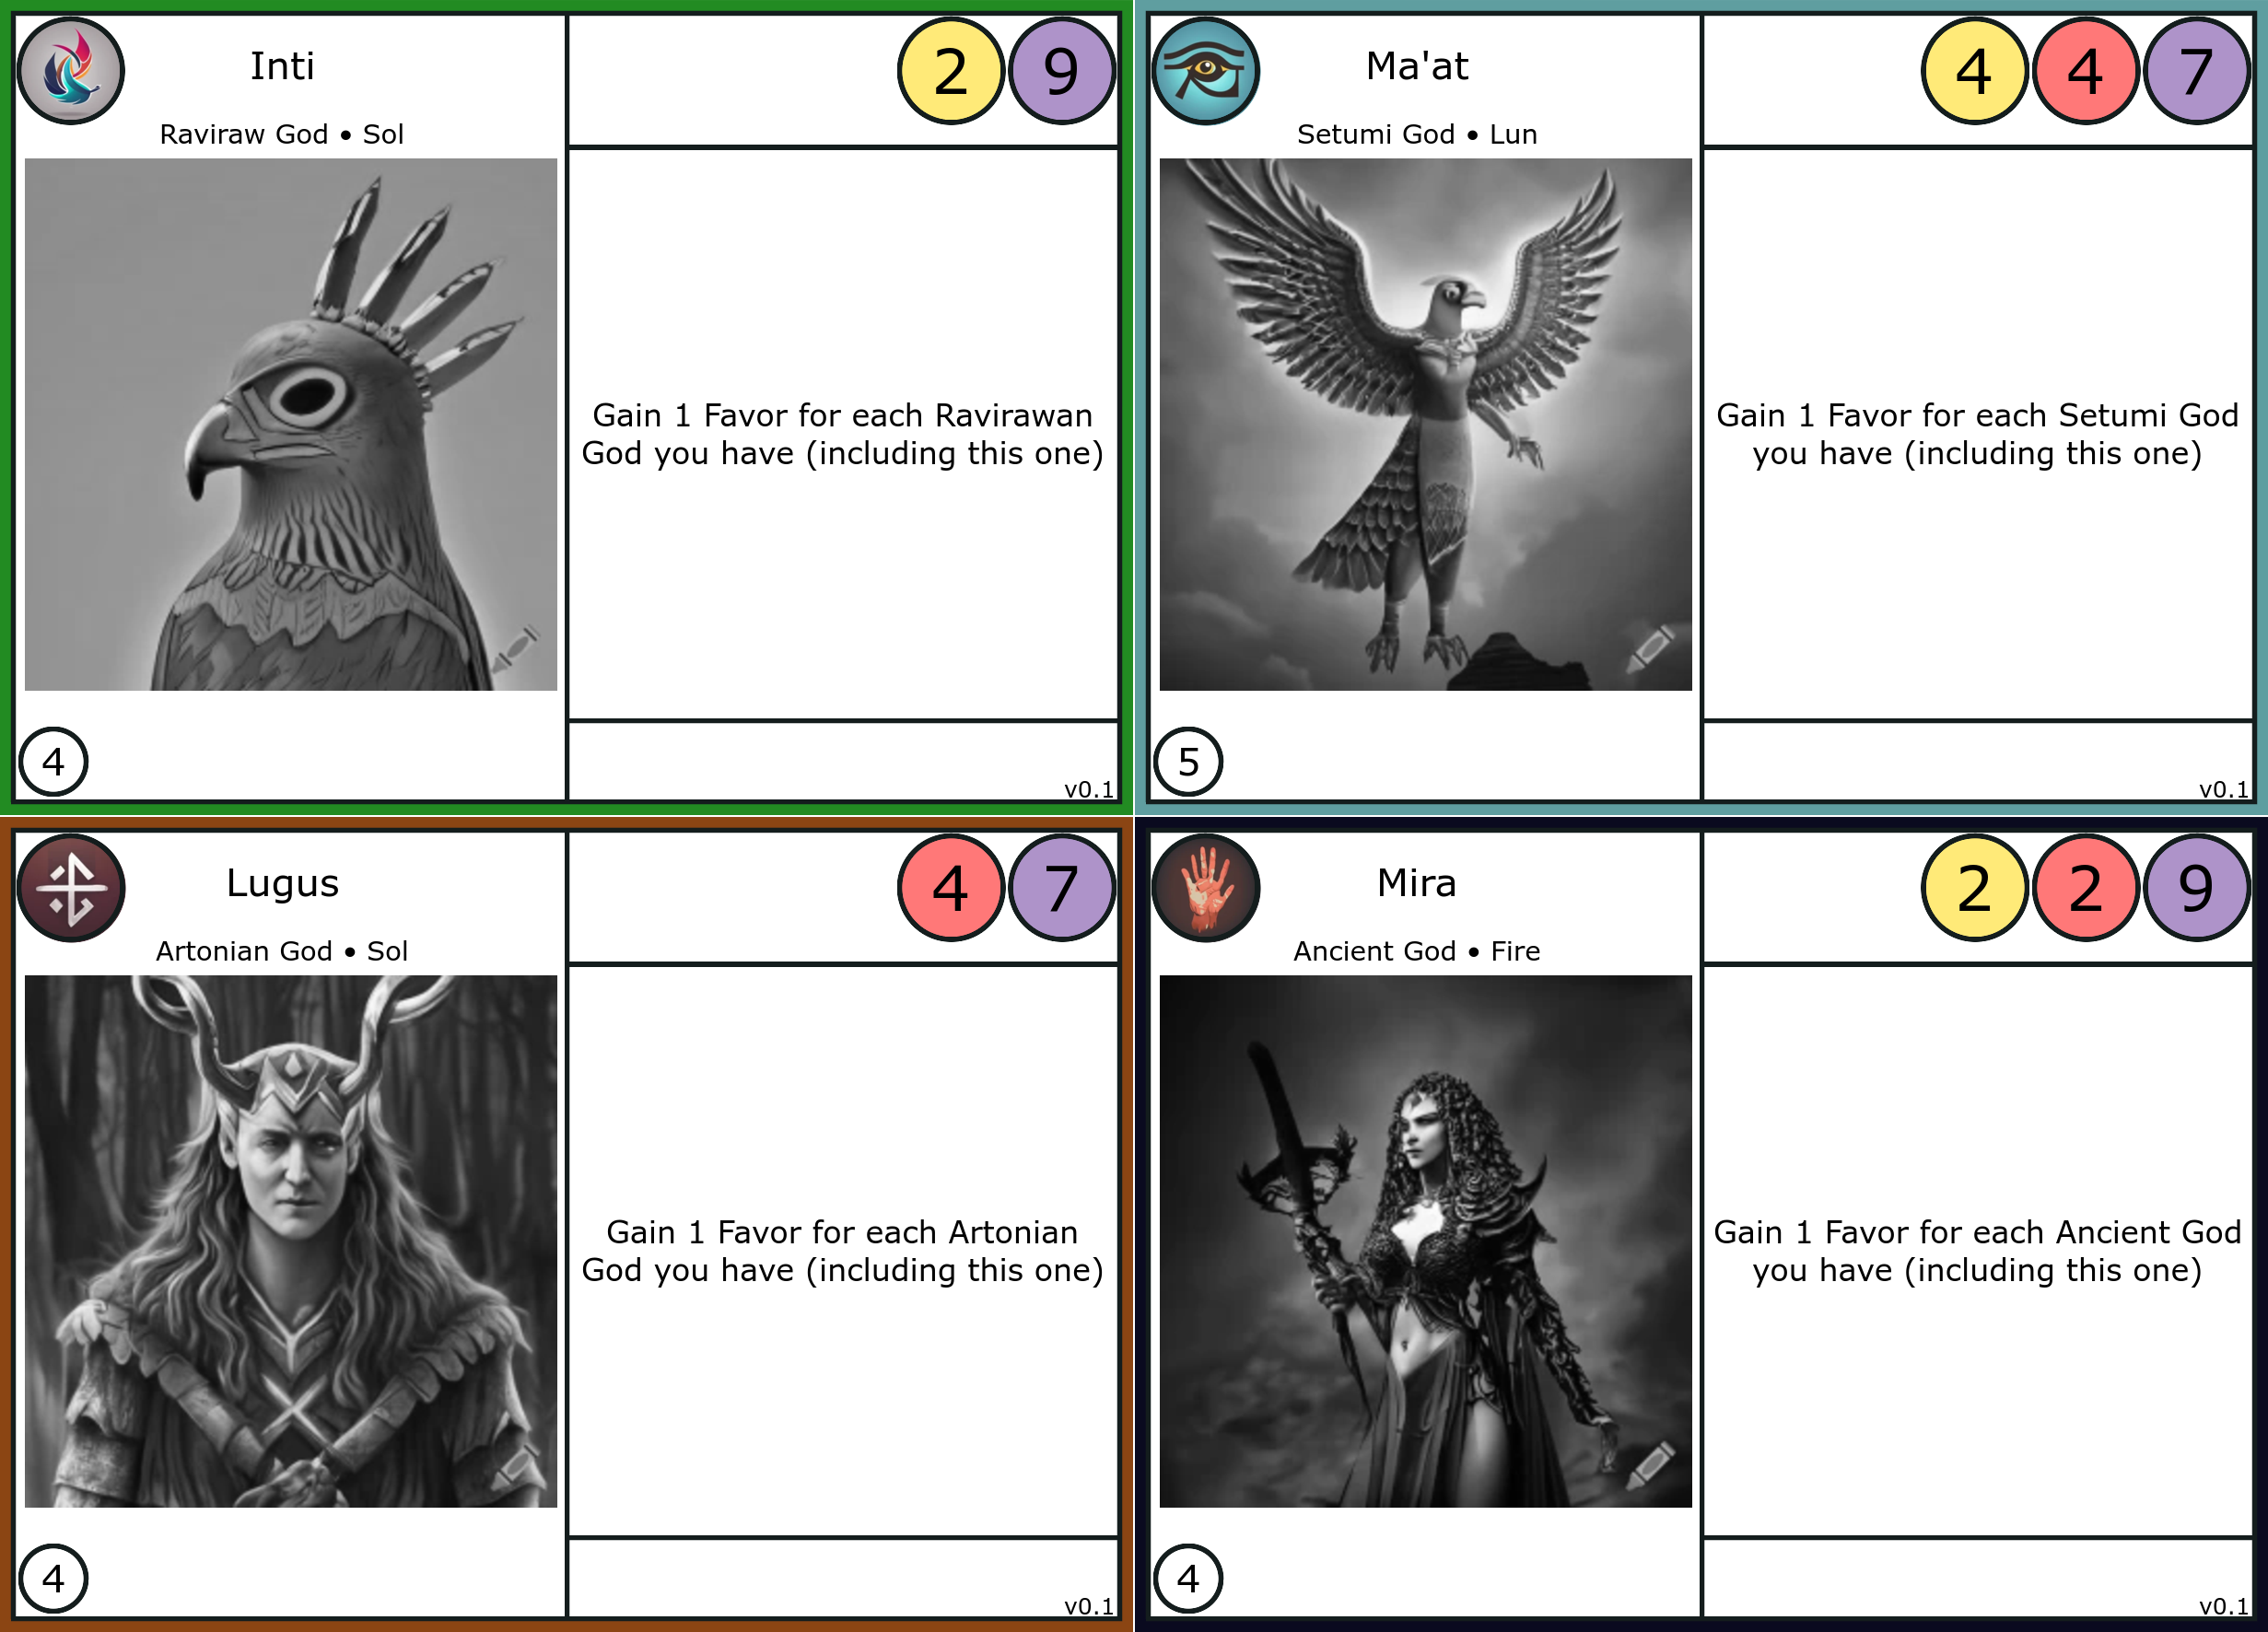 Inti
2 9
Raviraw God • Sol
Gain 1 Favor for each Ravirawan
God you have (including this one)
4
v0.1
Ma'at
4 4 7
Setumi God • Lun
Gain 1 Favor for each Setumi God
you have (including this one)
5
v0.1
Lugus
4 7
Artonian God • Sol
Gain 1 Favor for each Artonian
God you have (including this one)
4
v0.1
Mira
2 2 9
Ancient God • Fire
Gain 1 Favor for each Ancient God
you have (including this one)
4
v0.1